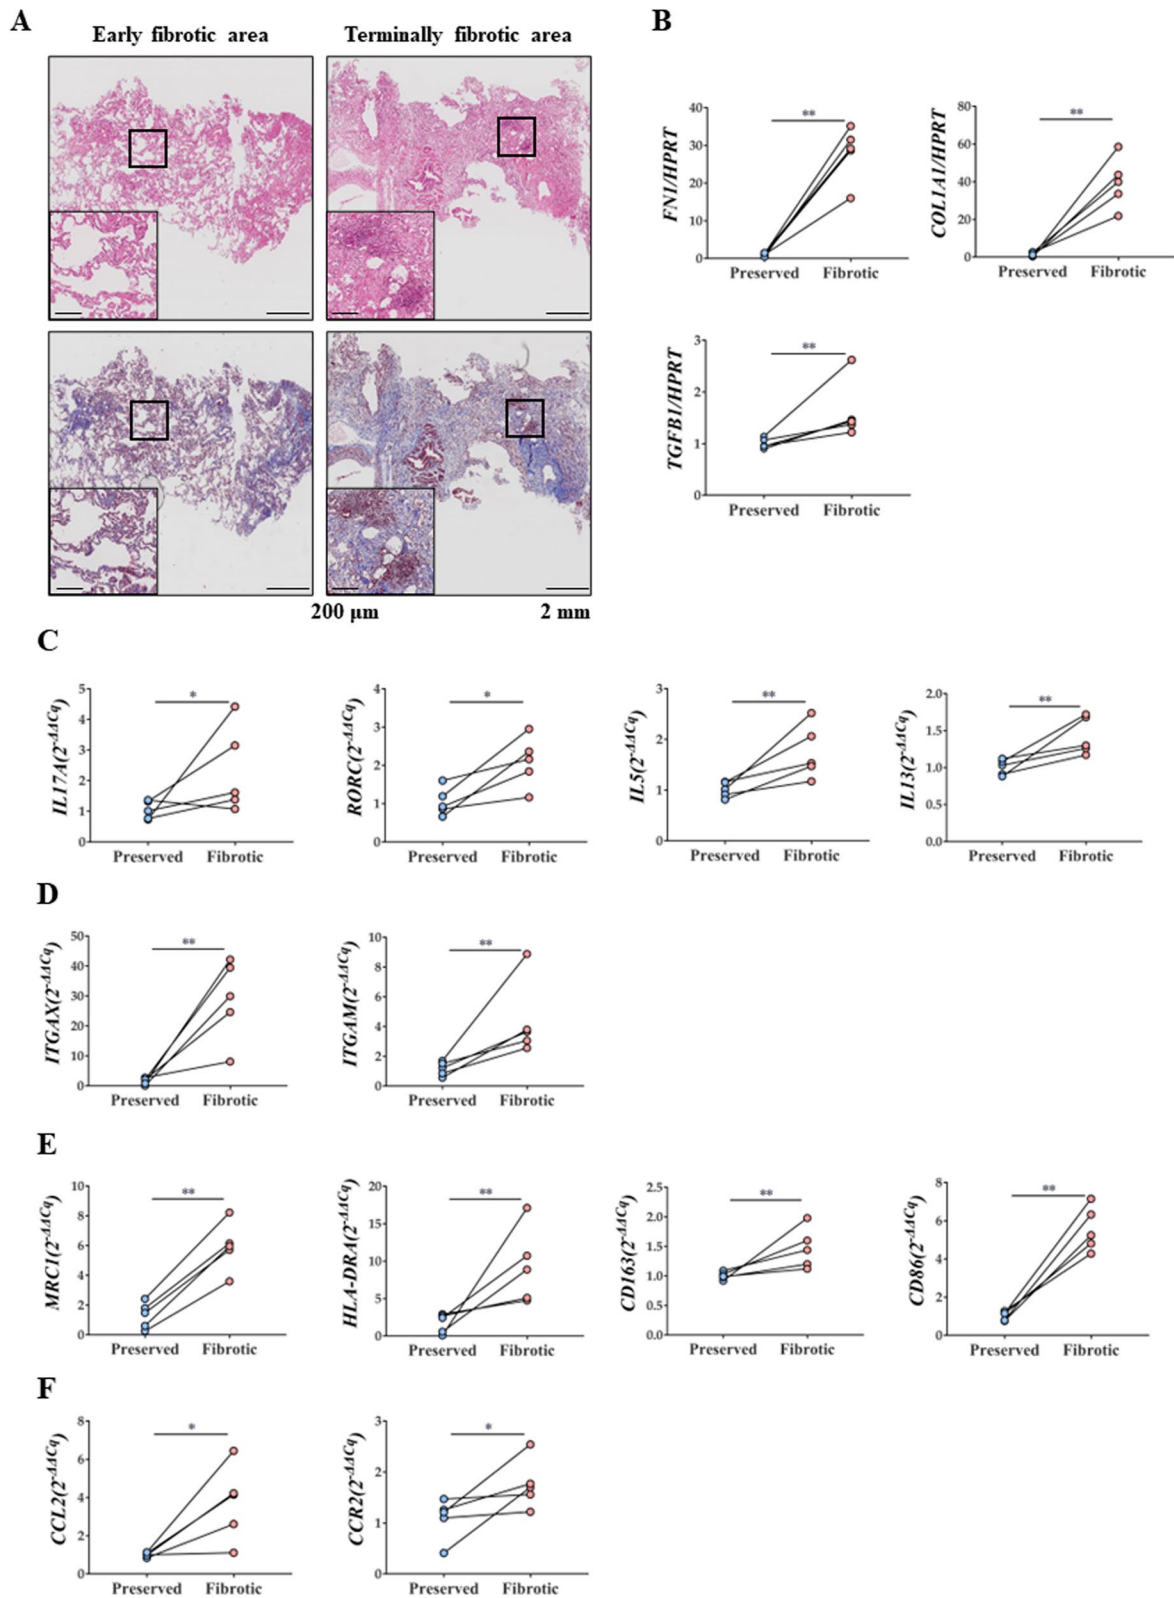 A
Early fibrotic area
Terminally fibrotic area
200 μm
2 mm
B
FN1/HPRT
40
30
20
10
0
**
Preserved
Fibrotic
COL1A1/HPRT
80
60
40
20
0
**
Preserved
Fibrotic
TGFB1/HPRT
3
2
1
0
**
Preserved
Fibrotic
C
IL17A(2^-ΔΔCq)
5
4
3
2
1
0
*
Preserved
Fibrotic
RORC(2^-ΔΔCq)
4
3
2
1
0
*
Preserved
Fibrotic
IL5(2^-ΔΔCq)
3
2
1
0
**
Preserved
Fibrotic
IL13(2^-ΔΔCq)
2.0
1.5
1.0
0.5
0.0
**
Preserved
Fibrotic
D
ITGAX(2^-ΔΔCq)
50
40
30
20
10
0
**
Preserved
Fibrotic
ITGAM(2^-ΔΔCq)
10
8
6
4
2
0
**
Preserved
Fibrotic
E
MRC1(2^-ΔΔCq)
10
8
6
4
2
0
**
Preserved
Fibrotic
HLA-DRA(2^-ΔΔCq)
20
15
10
5
0
**
Preserved
Fibrotic
CD163(2^-ΔΔCq)
2.5
2.0
1.5
1.0
0.5
0.0
**
Preserved
Fibrotic
CD86(2^-ΔΔCq)
8
6
4
2
0
**
Preserved
Fibrotic
F
CCL2(2^-ΔΔCq)
8
6
4
2
0
*
Preserved
Fibrotic
CCR2(2^-ΔΔCq)
3
2
1
0
*
Preserved
Fibrotic